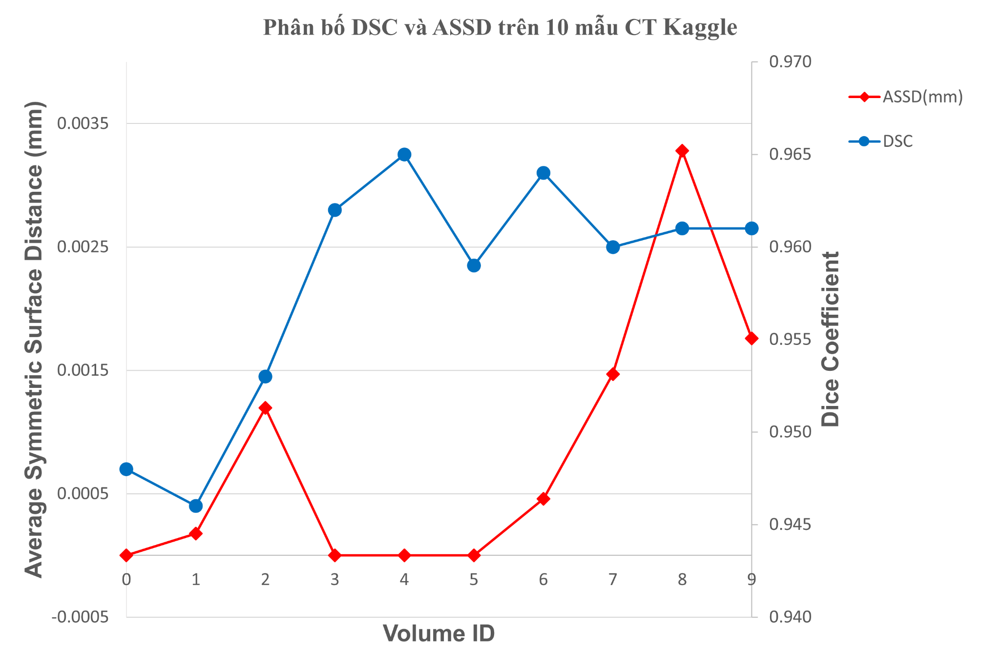 Phân bố DSC và ASSD trên 10 mẫu CT Kaggle
Average Symmetric Surface Distance (mm)
0.0035
0.0025
0.0015
0.0005
-0.0005
0 1 2 3 4 5 6 7 8 9
Volume ID
0.970
0.965
0.960
0.955
0.950
0.945
0.940
Dice Coefficient
ASSD(mm)
DSC